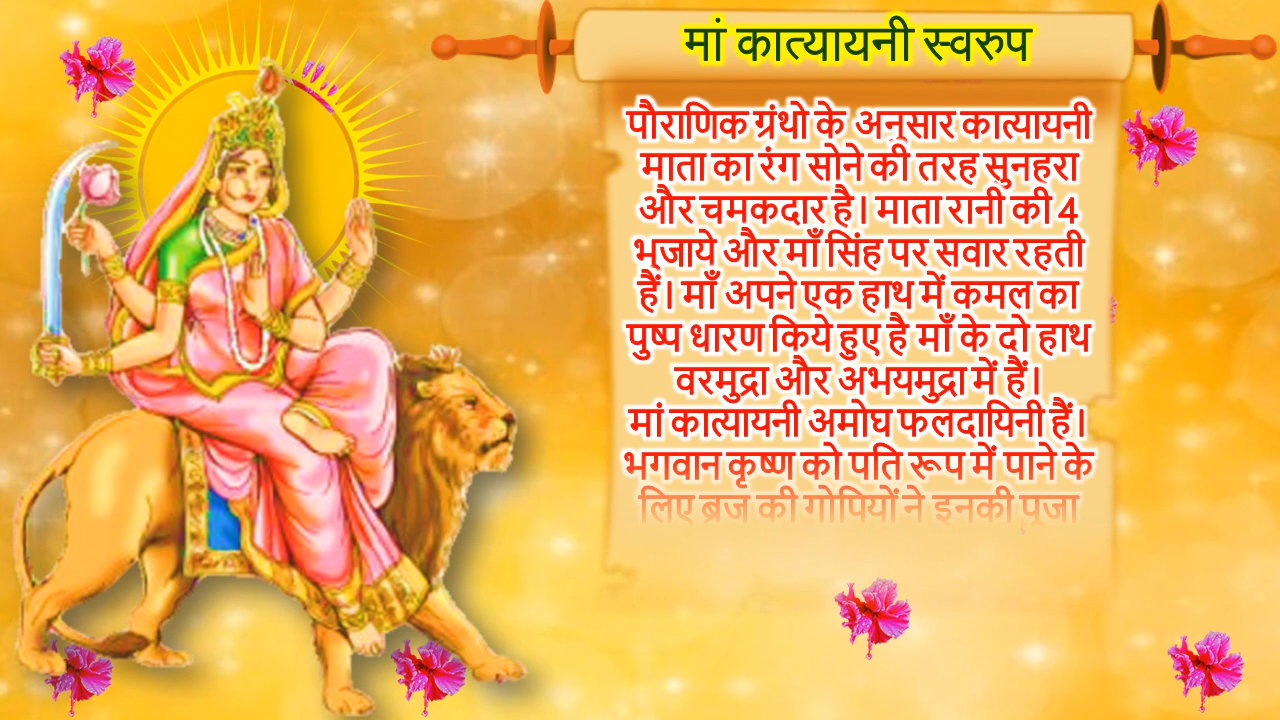 मां कात्यायनी स्वरुप
पौराणिक ग्रंथो के अनुसार कात्यायनी
माता का रंग सोने की तरह सुनहरा
और चमकदार है। माता रानी की 4
भुजाये और माँ सिंह पर सवार रहती
हैं। माँ अपने एक हाथ में कमल का
पुष्प धारण किये हुए है माँ के दो हाथ
वरमुद्रा और अभयमुद्रा में हैं।
मां कात्यायनी अमोघ फलदायिनी हैं।
भगवान कृष्ण को पति रूप में पाने के
लिए ब्रज की गोपियों ने इनकी पूजा